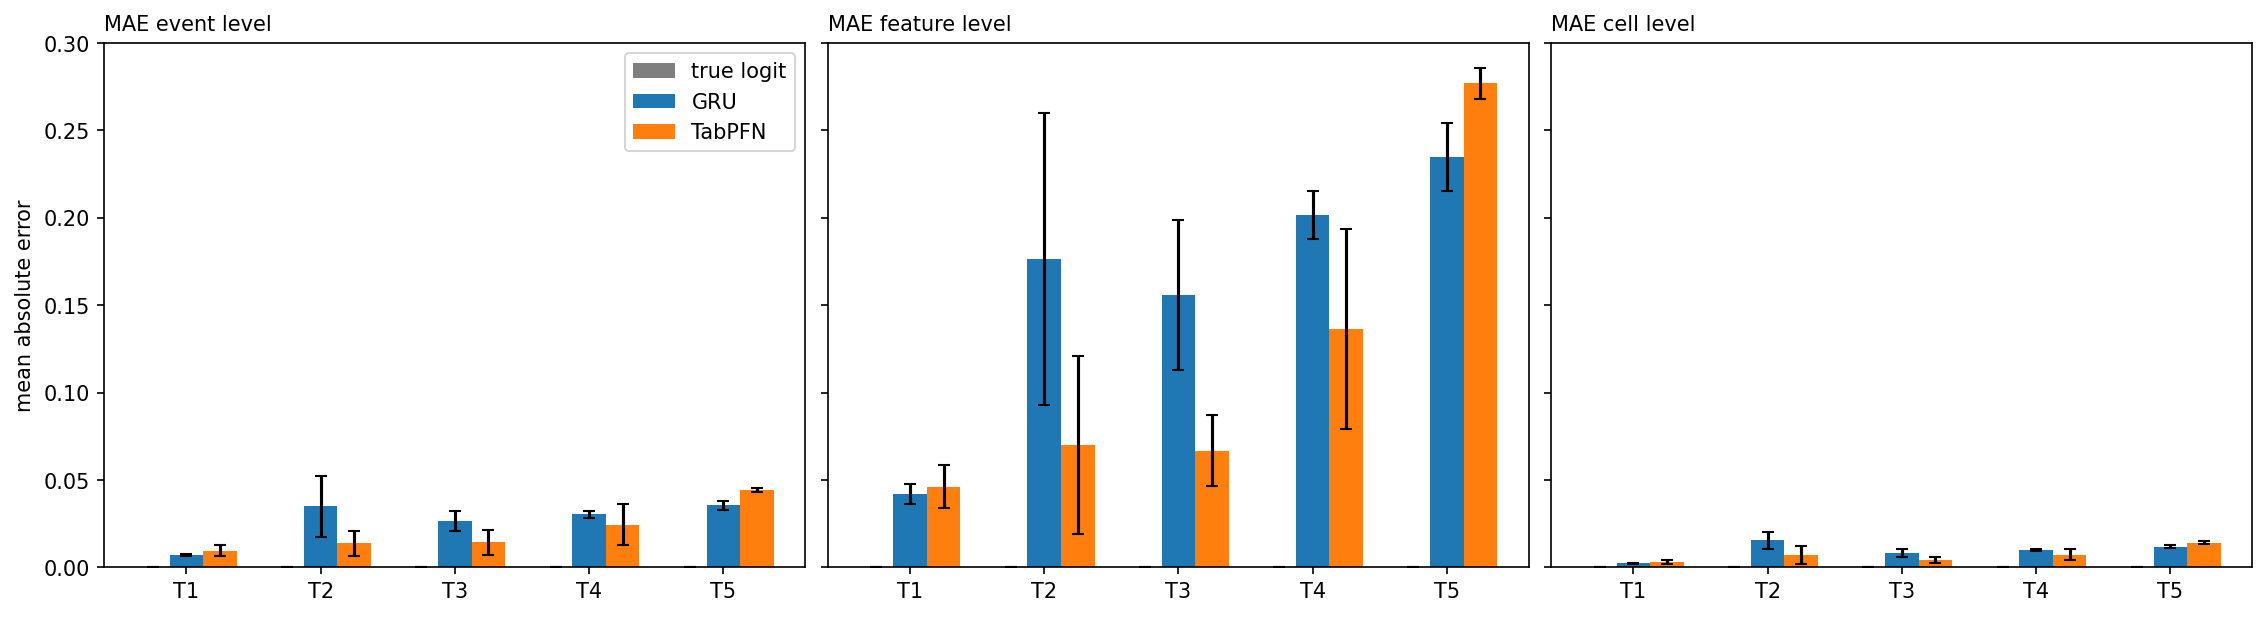 MAE event level
MAE feature level
MAE cell level
mean absolute error
0.30
0.25
0.20
0.15
0.10
0.05
0.00
true logit
GRU
TabPFN
T1 T2 T3 T4 T5
T1 T2 T3 T4 T5
T1 T2 T3 T4 T5